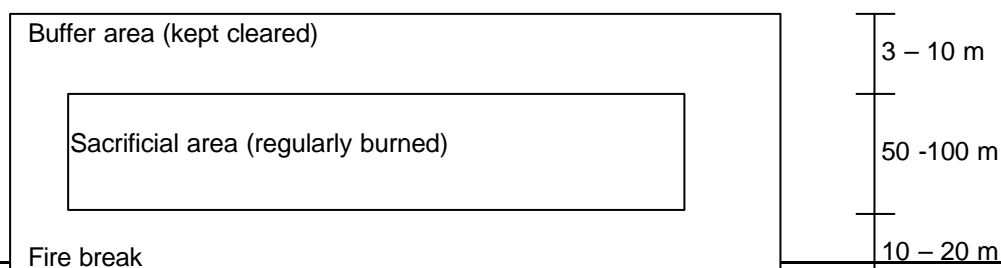 Buffer area (kept cleared)
3 – 10 m
Sacrificial area (regularly burned)
50 -100 m
Fire break
10 – 20 m